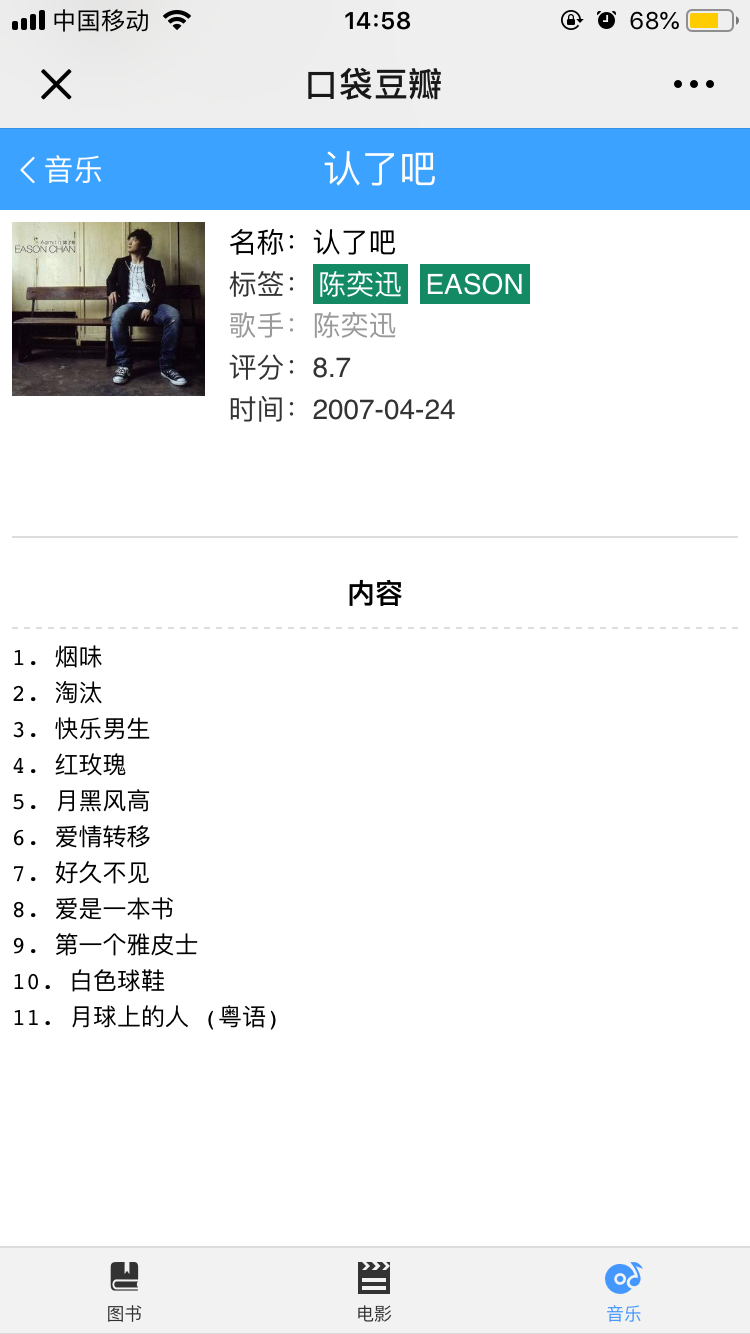 中国移动 14:58 68%
口袋豆瓣
音乐 认了吧
EASON CHAN
名称：认了吧
标签：陈奕迅 EASON
歌手：陈奕迅
评分：8.7
时间：2007-04-24
内容
1. 烟味
2. 淘汰
3. 快乐男生
4. 红玫瑰
5. 月黑风高
6. 爱情转移
7. 好久不见
8. 爱是一本书
9. 第一个雅皮士
10. 白色球鞋
11. 月球上的人 (粤语)
图书 电影 音乐